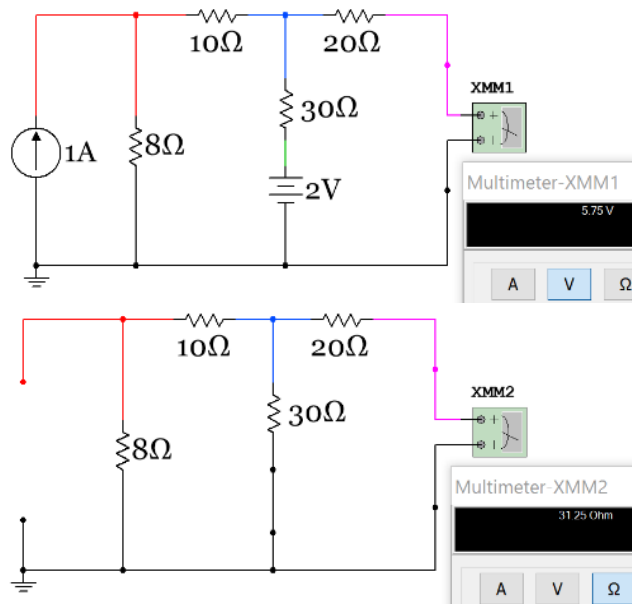 10Ω
20Ω
XMM1
+
30Ω
1A
8Ω
2V
Multimeter-XMM1
5.75 V
A
V
Ω
10Ω
20Ω
XMM2
+
30Ω
8Ω
Multimeter-XMM2
31.25 Ohm
A
V
Ω